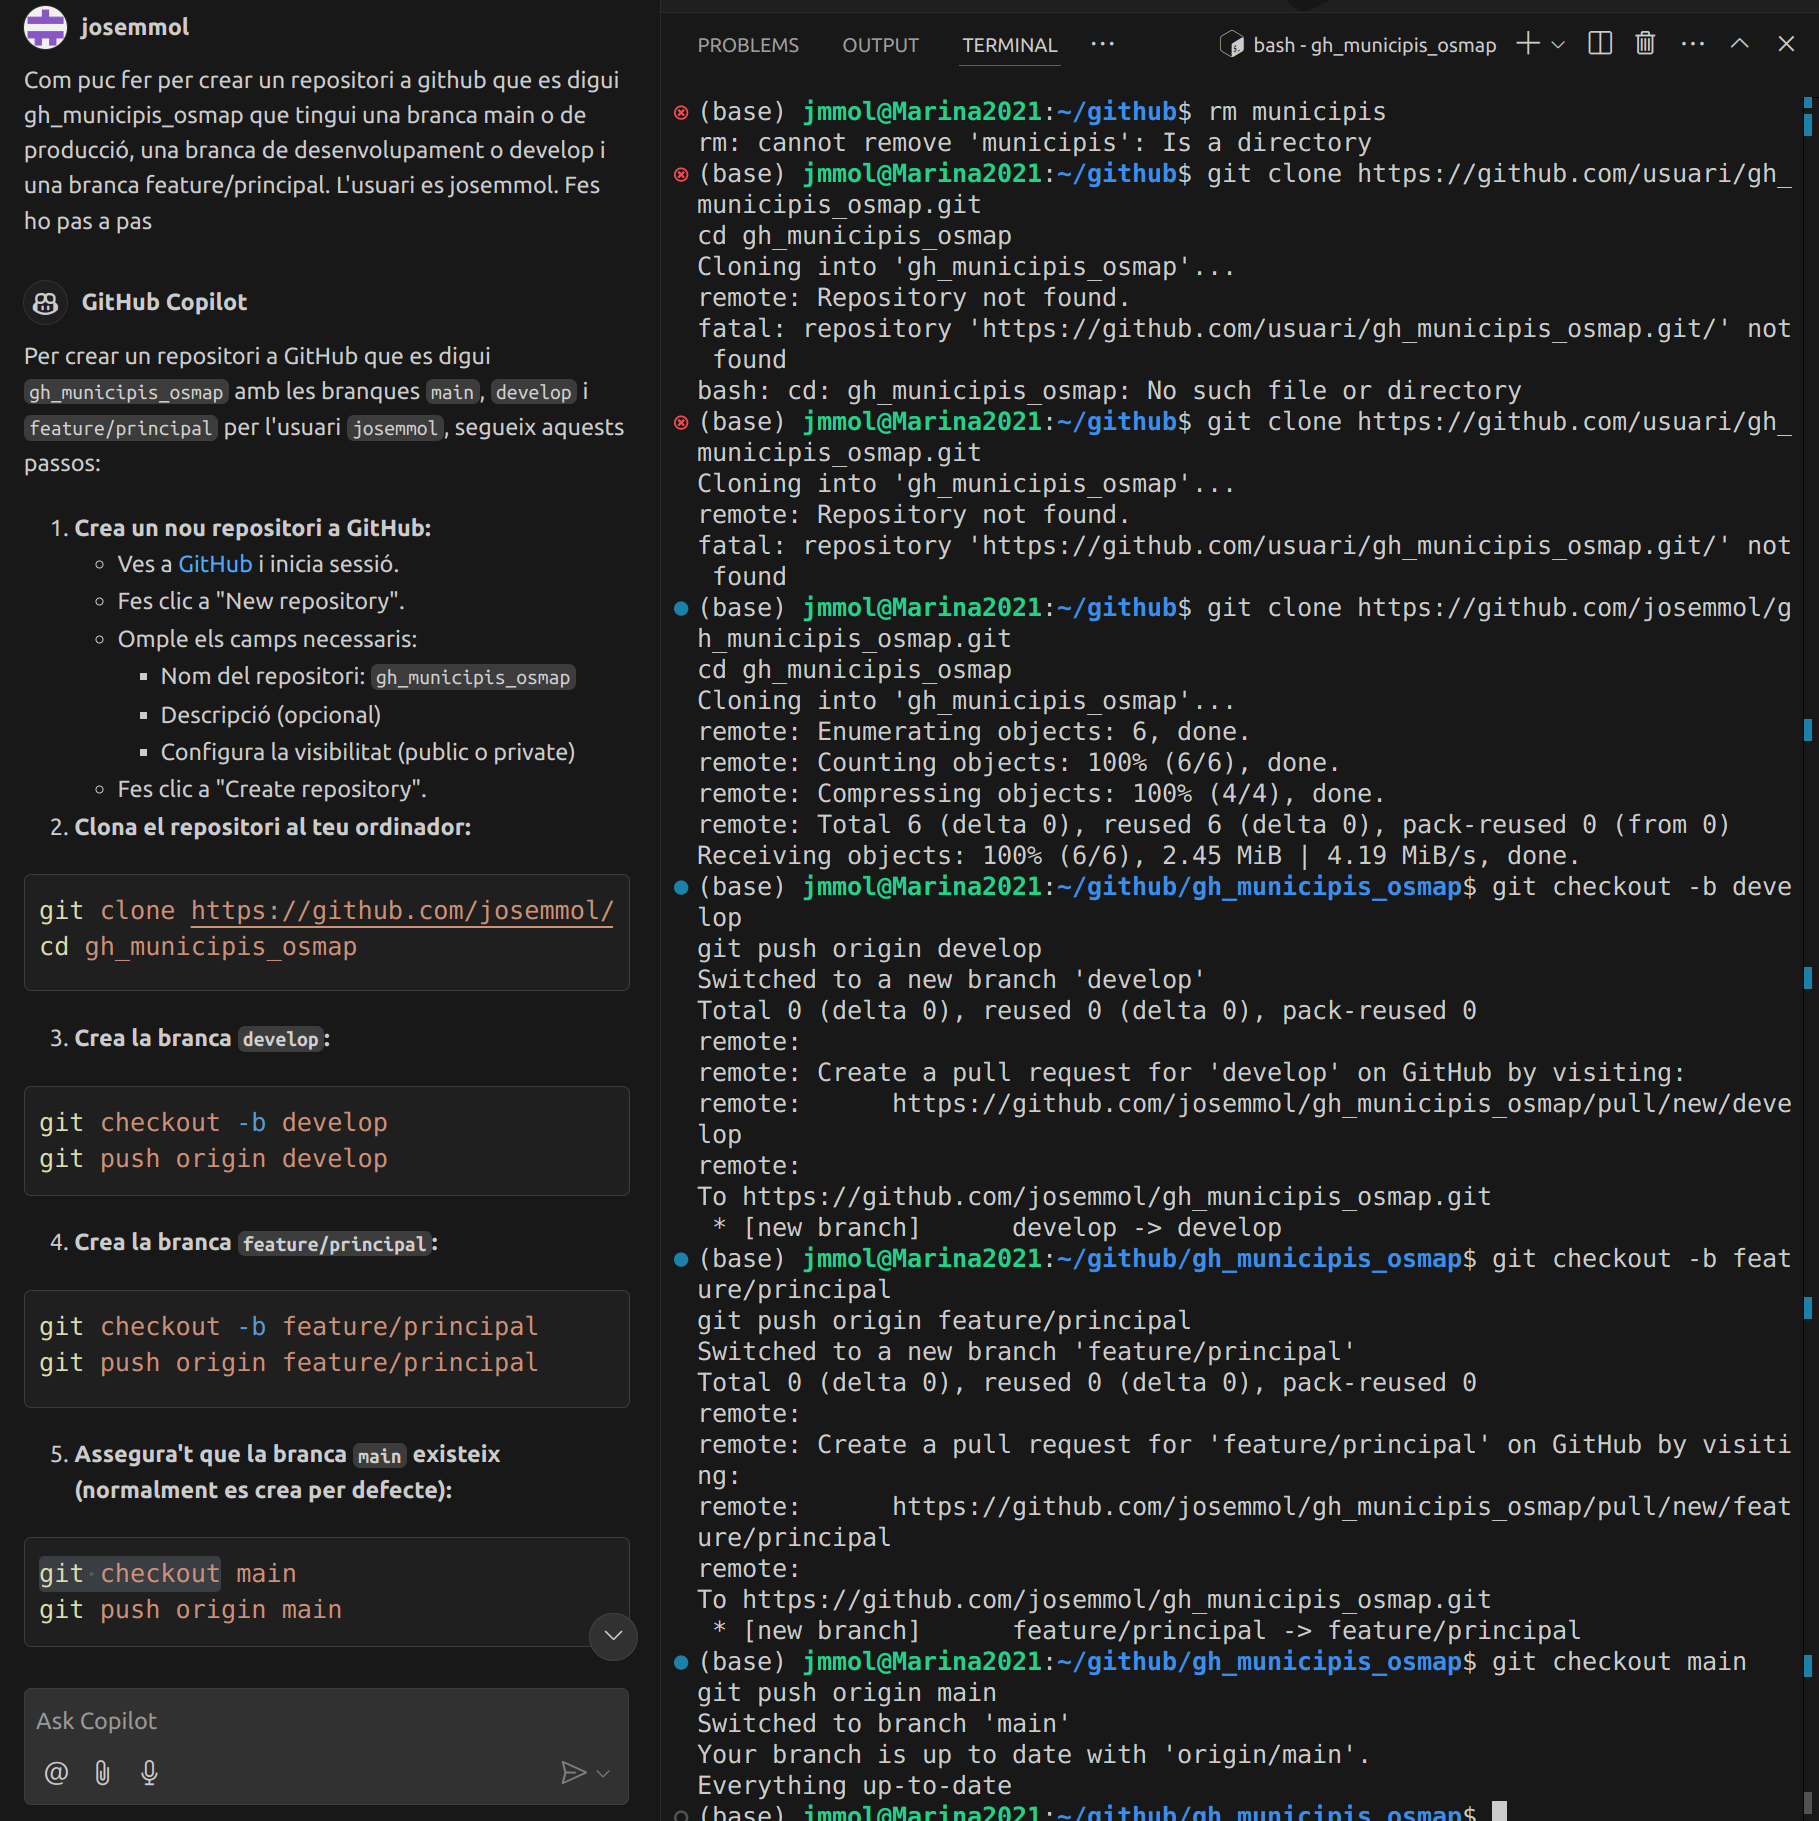 josemmol
Com puc fer per crear un repositori a github que es digui
gh_municipis_osmap que tingui una branca main o de
producció, una branca de desenvolupament o develop i
una branca feature/principal. L'usuari es josemmol. Fes
ho pas a pas
GitHub Copilot
Per crear un repositori a GitHub que es digui
gh_municipis_osmap amb les branques main, develop i
feature/principal per l'usuari josemmol, segueix aquests
passos:
1. Crea un nou repositori a GitHub:
Ves a GitHub i inicia sessió.
Fes clic a "New repository".
Omple els camps necessaris:
Nom del repositori: gh_municipis_osmap
Descripció (opcional)
Configura la visibilitat (public o private)
Fes clic a "Create repository".
2. Clona el repositori al teu ordinador:
git clone https://github.com/josemmol/
cd gh_municipis_osmap
3. Crea la branca develop:
git checkout -b develop
git push origin develop
4. Crea la branca feature/principal:
git checkout -b feature/principal
git push origin feature/principal
5. Assegura't que la branca main existeix
(normalment es crea per defecte):
git checkout main
git push origin main
Ask Copilot
PROBLEMS OUTPUT TERMINAL ··· bash - gh_municipis_osmap
(base) jmmol@Marina2021:~/github$ rm municipis
rm: cannot remove 'municipis': Is a directory
(base) jmmol@Marina2021:~/github$ git clone https://github.com/usuari/gh_
municipis_osmap.git
cd gh_municipis_osmap
Cloning into 'gh_municipis_osmap'...
remote: Repository not found.
fatal: repository 'https://github.com/usuari/gh_municipis_osmap.git/' not
found
bash: cd: gh_municipis_osmap: No such file or directory
(base) jmmol@Marina2021:~/github$ git clone https://github.com/usuari/gh_
municipis_osmap.git
Cloning into 'gh_municipis_osmap'...
remote: Repository not found.
fatal: repository 'https://github.com/usuari/gh_municipis_osmap.git/' not
found
(base) jmmol@Marina2021:~/github$ git clone https://github.com/josemmol/g
h_municipis_osmap.git
cd gh_municipis_osmap
Cloning into 'gh_municipis_osmap'...
remote: Enumerating objects: 6, done.
remote: Counting objects: 100% (6/6), done.
remote: Compressing objects: 100% (4/4), done.
remote: Total 6 (delta 0), reused 6 (delta 0), pack-reused 0 (from 0)
Receiving objects: 100% (6/6), 2.45 MiB | 4.19 MiB/s, done.
(base) jmmol@Marina2021:~/github/gh_municipis_osmap$ git checkout -b deve
lop
git push origin develop
Switched to a new branch 'develop'
Total 0 (delta 0), reused 0 (delta 0), pack-reused 0
remote:
remote: Create a pull request for 'develop' on GitHub by visiting:
remote:      https://github.com/josemmol/gh_municipis_osmap/pull/new/deve
lop
remote:
To https://github.com/josemmol/gh_municipis_osmap.git
* [new branch]      develop -> develop
(base) jmmol@Marina2021:~/github/gh_municipis_osmap$ git checkout -b feat
ure/principal
git push origin feature/principal
Switched to a new branch 'feature/principal'
Total 0 (delta 0), reused 0 (delta 0), pack-reused 0
remote:
remote: Create a pull request for 'feature/principal' on GitHub by visiti
ng:
remote:      https://github.com/josemmol/gh_municipis_osmap/pull/new/feat
ure/principal
remote:
To https://github.com/josemmol/gh_municipis_osmap.git
* [new branch]      feature/principal -> feature/principal
(base) jmmol@Marina2021:~/github/gh_municipis_osmap$ git checkout main
git push origin main
Switched to branch 'main'
Your branch is up to date with 'origin/main'.
Everything up-to-date
(base) jmmol@Marina2021:~/github/gh_municipis_osmap$